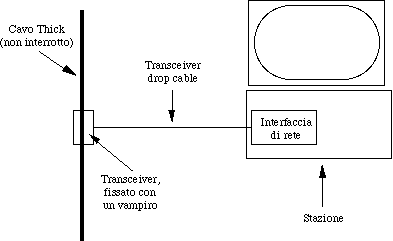 Cavo Thick
(non interrotto)
Transceiver
drop cable
Interfaccia
di rete
Transceiver,
fissato con
un vampiro
Stazione